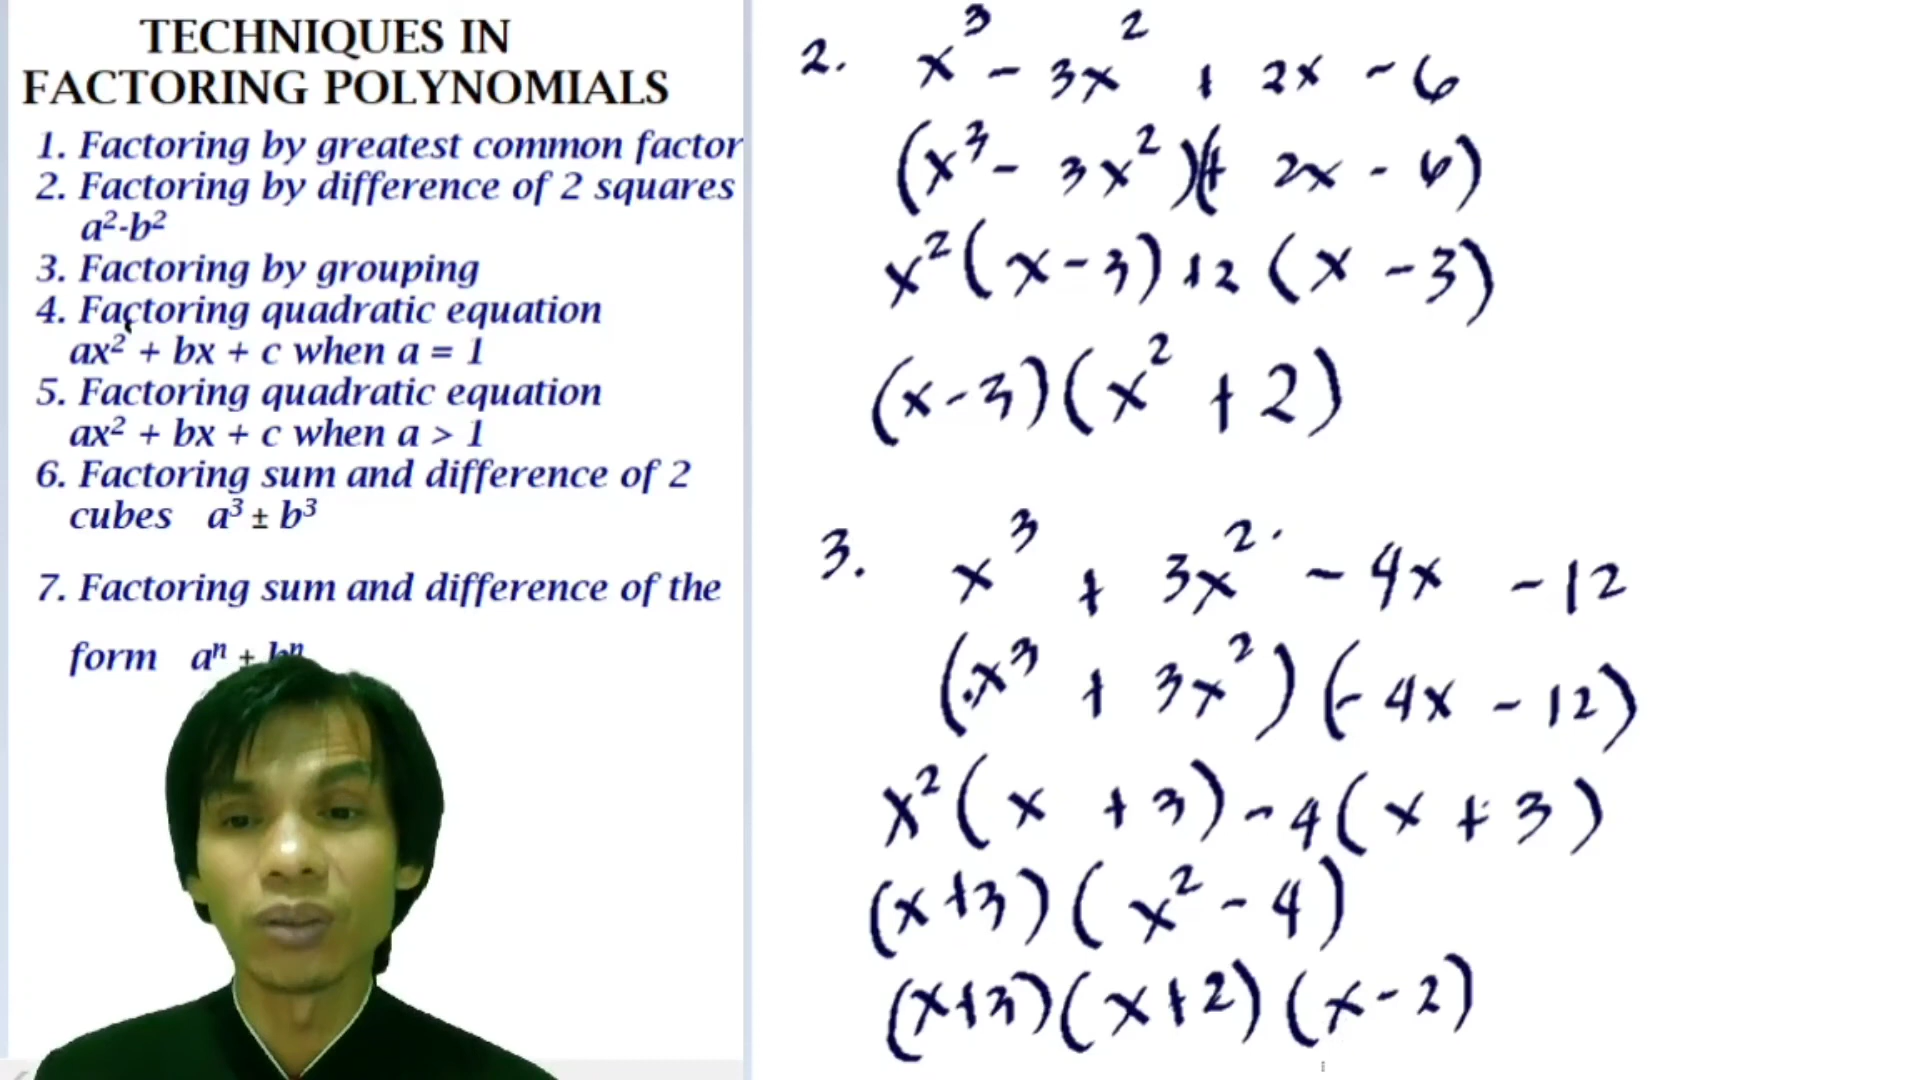 TECHNIQUES IN
FACTORING POLYNOMIALS
1. Factoring by greatest common factor
2. Factoring by difference of 2 squares
a²-b²
3. Factoring by grouping
4. Factoring quadratic equation
ax² + bx + c when a = 1
5. Factoring quadratic equation
ax² + bx + c when a > 1
6. Factoring sum and difference of 2
cubes a³ ± b³
7. Factoring sum and difference of the
form aⁿ ± bⁿ
2. x³ - 3x² + 2x - 6
(x³ - 3x²)(+ 2x - 6)
x²(x-3) +2 (x - 3)
(x-3)(x² + 2)
3. x³ + 3x² - 4x - 12
(x³ + 3x²)(- 4x - 12)
x²(x + 3) - 4(x + 3)
(x+3)(x² - 4)
(x+3)(x+2)(x-2)